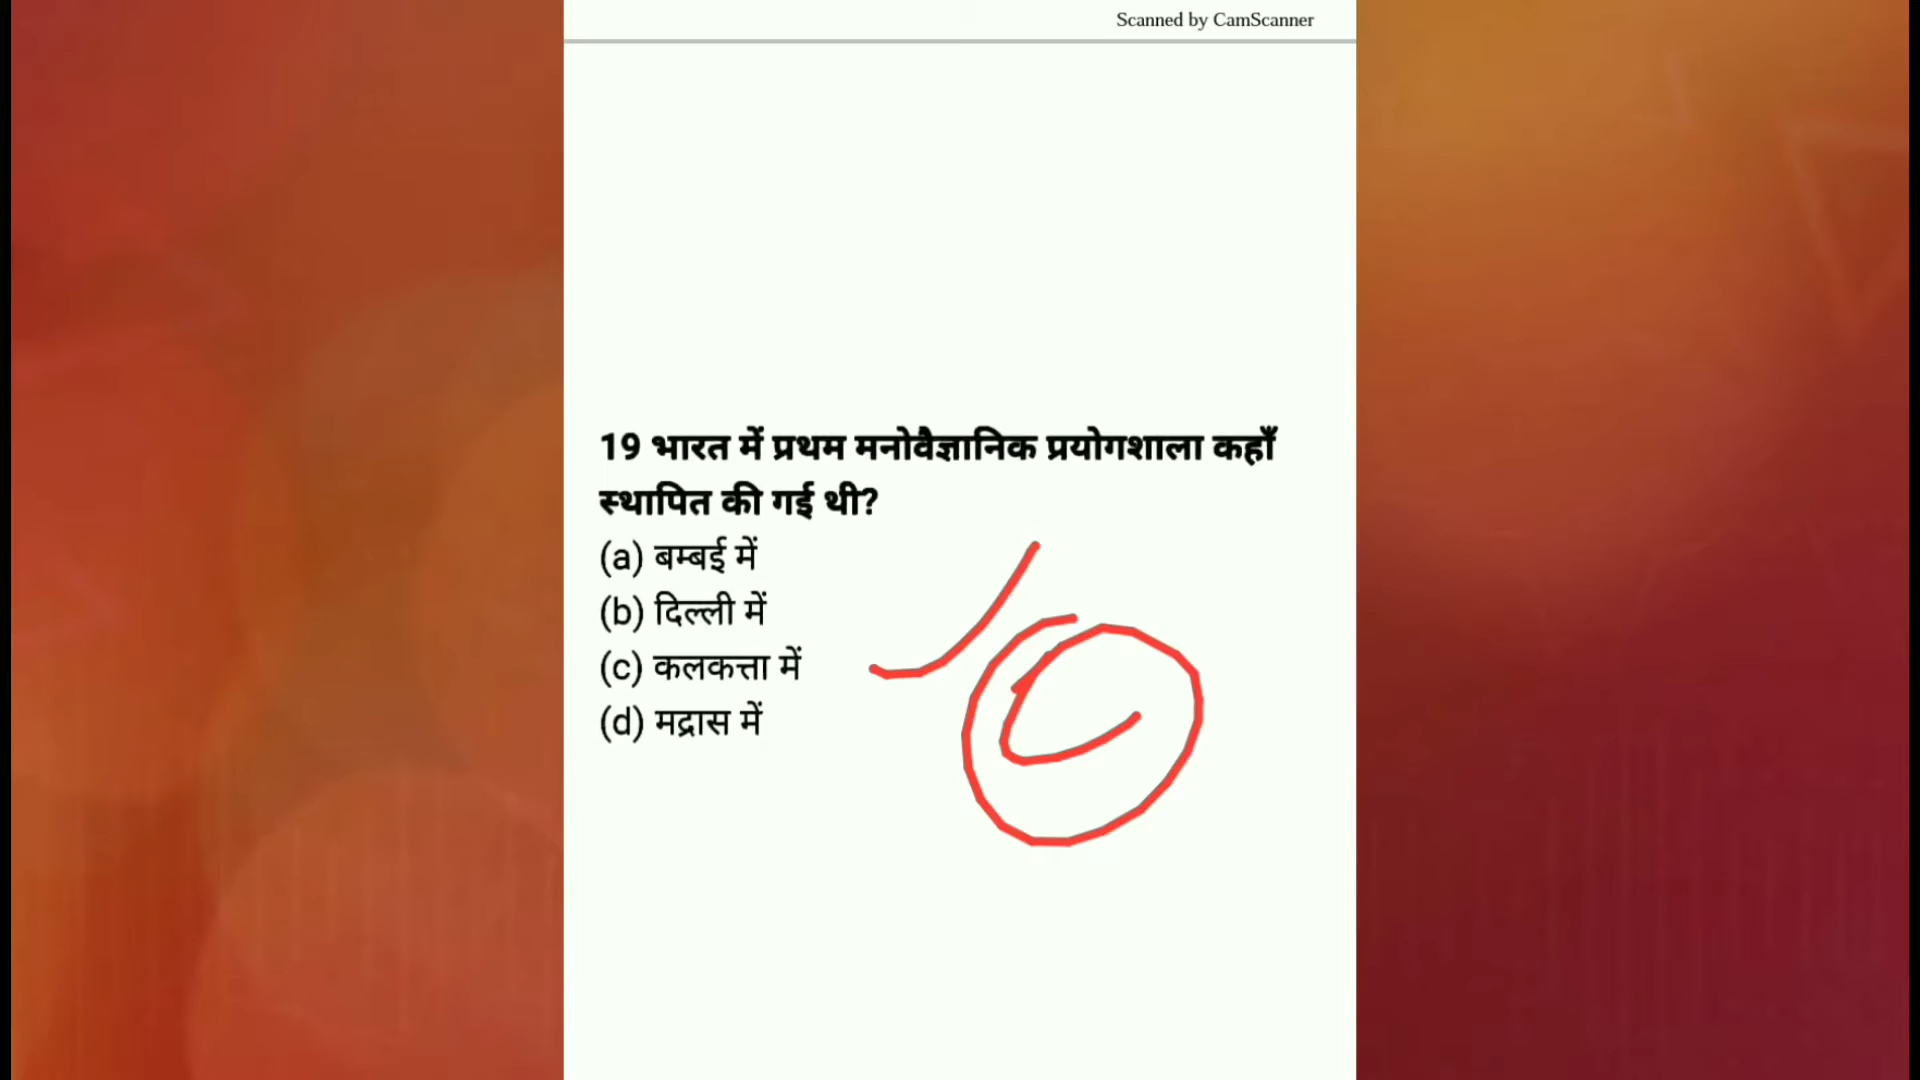 Scanned by CamScanner
19 भारत में प्रथम मनोवैज्ञानिक प्रयोगशाला कहाँ
स्थापित की गई थी?
(a) बम्बई में
(b) दिल्ली में
(c) कलकत्ता में
(d) मद्रास में
C